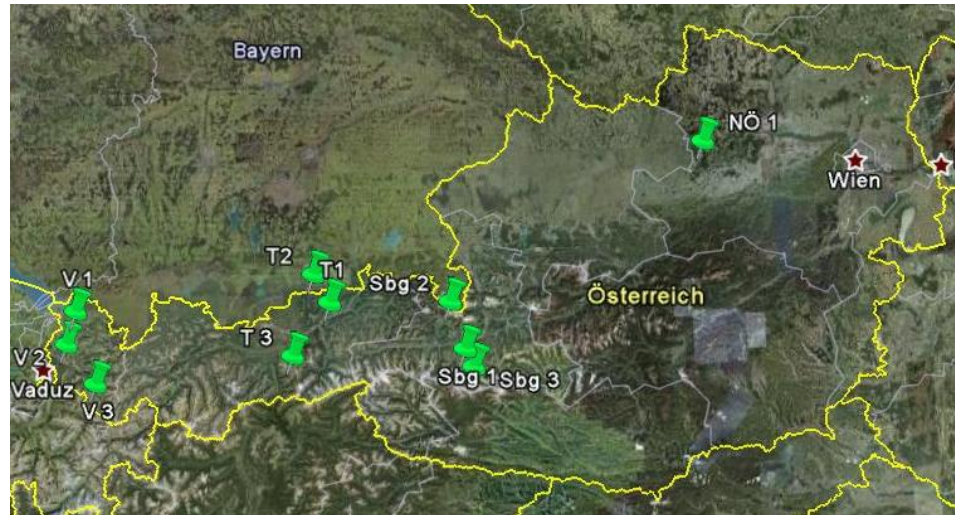 Bayern
NÖ 1
Wien
T2
T1
Sbg 2
V 1
Österreich
T 3
V 2
Sbg 1 Sbg 3
Vaduz
V 3